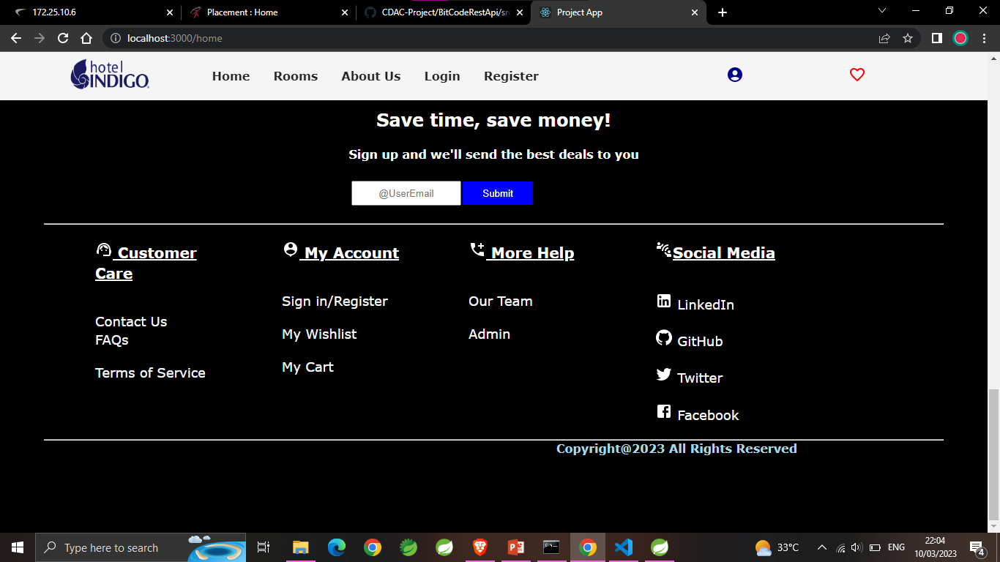 172.25.10.6
Placement : Home
CDAC-Project/BitCodeRestApi/sr
Project App
localhost:3000/home
hotel
INDIGO
Home
Rooms
About Us
Login
Register
Save time, save money!
Sign up and we'll send the best deals to you
@UserEmail
Submit
Customer
Care
Contact Us
FAQs
Terms of Service
My Account
Sign in/Register
My Wishlist
My Cart
More Help
Our Team
Admin
Social Media
LinkedIn
GitHub
Twitter
Facebook
Copyright@2023 All Rights Reserved
Type here to search
33°C
ENG
22:04
10/03/2023
4